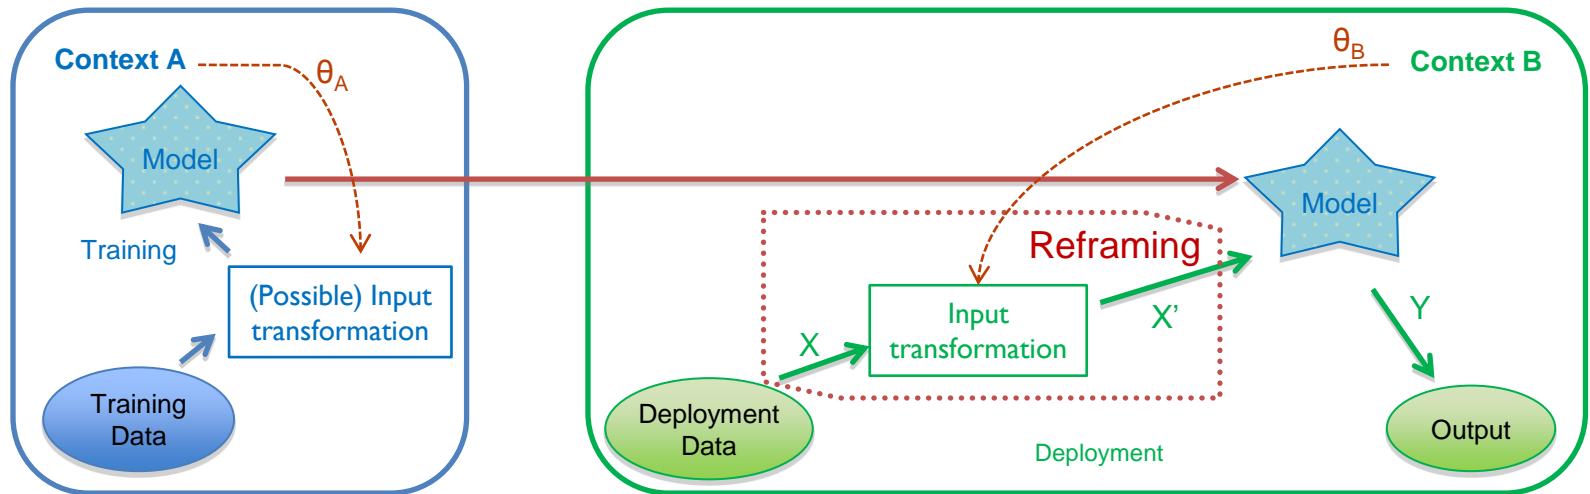 Context A
θA
Model
Training
(Possible) Input
transformation
Training
Data
θB
Context B
Model
Reframing
Input
transformation
X
X’
Y
Deployment
Data
Output
Deployment